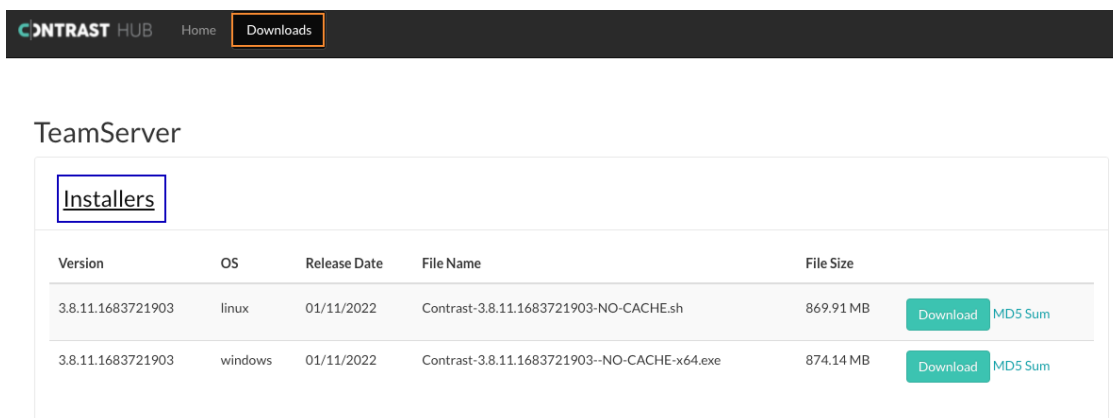 CONTRAST HUB Home Downloads
TeamServer
Installers
Version OS Release Date File Name File Size
3.8.11.1683721903 linux 01/11/2022 Contrast-3.8.11.1683721903-NO-CACHE.sh 869.91 MB Download MD5 Sum
3.8.11.1683721903 windows 01/11/2022 Contrast-3.8.11.1683721903--NO-CACHE-x64.exe 874.14 MB Download MD5 Sum